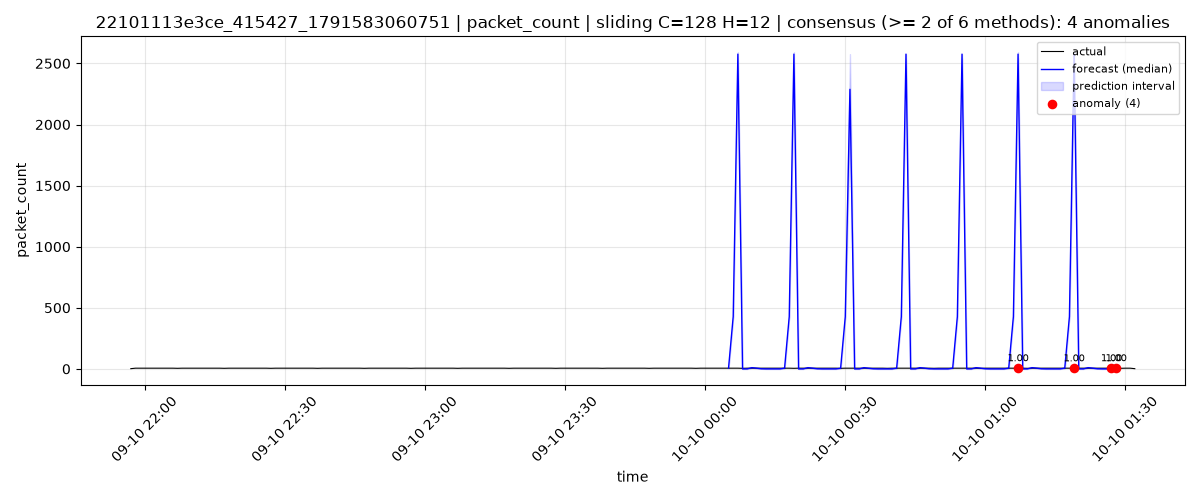 22101113e3ce_415427_1791583060751 | packet_count | sliding C=128 H=12 | consensus (>= 2 of 6 methods): 4 anomalies
packet_count
2500
2000
1500
1000
500
0
actual
forecast (median)
prediction interval
anomaly (4)
1.00
1.00
1.00
09-10 22:00
09-10 22:30
09-10 23:00
09-10 23:30
10-10 00:00
10-10 00:30
10-10 01:00
10-10 01:30
time